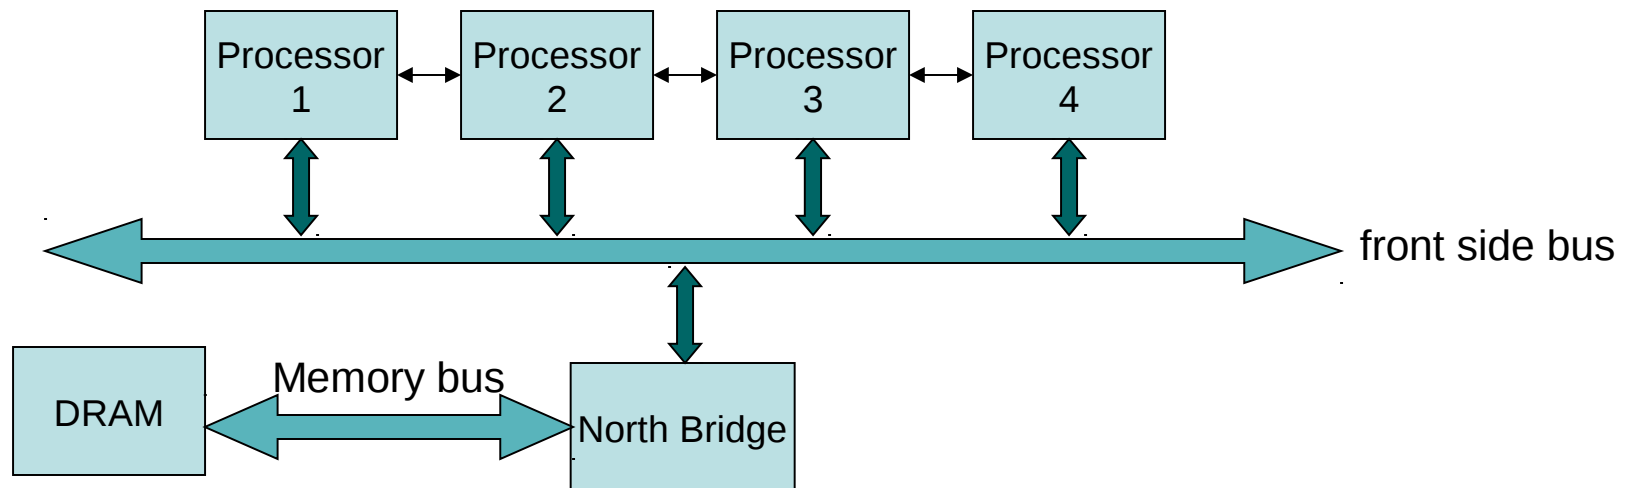 Processor
1
Processor
2
Processor
3
Processor
4
front side bus
Memory bus
DRAM
North Bridge